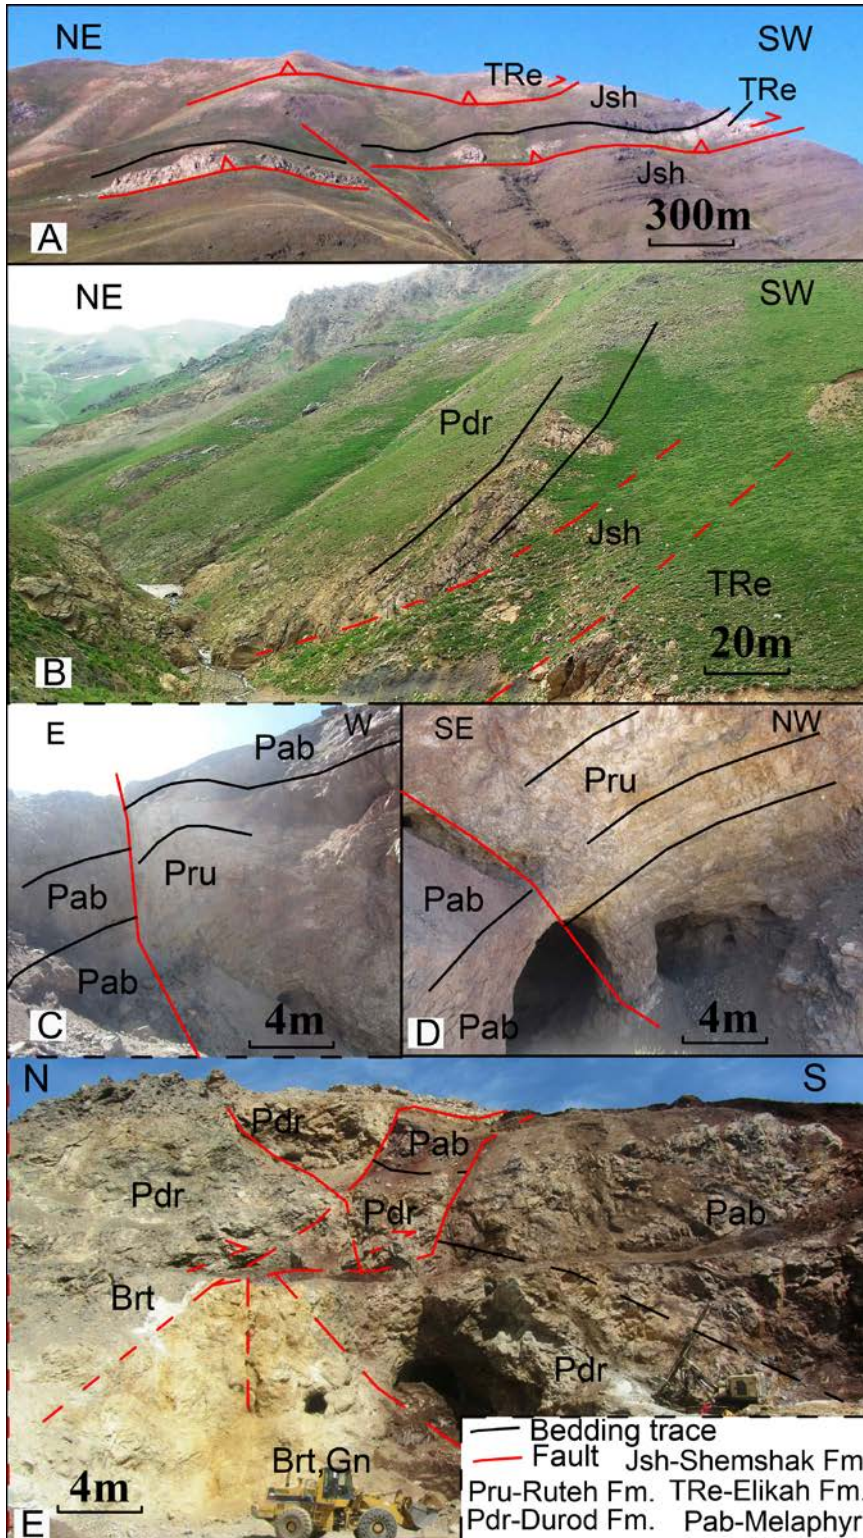 NE SW
TRe
Jsh
TRe
Jsh
A
300m
NE SW
Pdr
Jsh
TRe
B
20m
E W
Pab
Pru
Pab
Pab
C
4m
SE NW
Pru
Pab
Pab
D
4m
N S
Pdr
Pab
Pdr
Pdr
Pab
Brt
Pdr
Brt,Gn
4m
E
Bedding trace
Fault Jsh-Shemshak Fm
Pru-Ruteh Fm. TRe-Elikah Fm.
Pdr-Durod Fm. Pab-Melaphyr